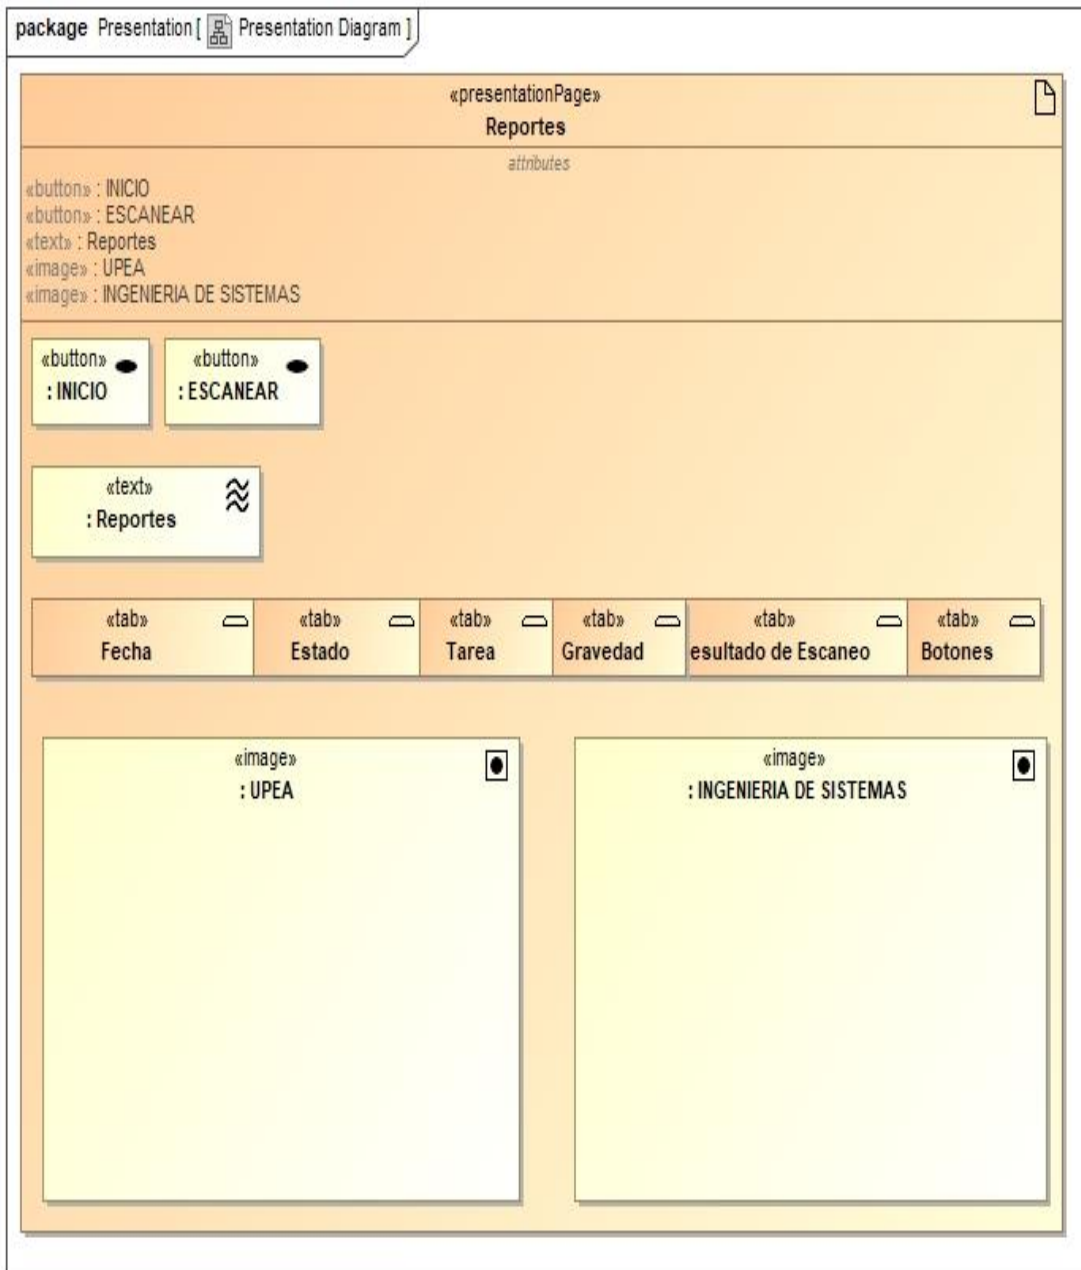 package Presentation [ Presentation Diagram ]
«presentationPage»
Reportes
attributes
«button» : INICIO
«button» : ESCANEAR
«text» : Reportes
«image» : UPEA
«image» : INGENIERIA DE SISTEMAS
«button» «button»
: INICIO : ESCANEAR
«text»
: Reportes
«tab» «tab» «tab» «tab» «tab» «tab»
Fecha Estado Tarea Gravedad esultado de Escaneo Botones
«image» «image»
: UPEA : INGENIERIA DE SISTEMAS